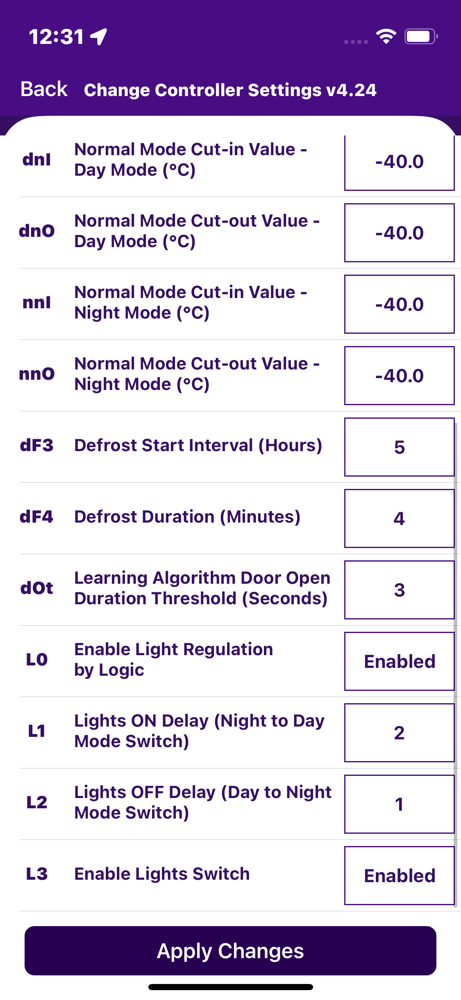 12:31
Back Change Controller Settings v4.24
dnI
Normal Mode Cut-in Value -
Day Mode (°C)
-40.0
dnO
Normal Mode Cut-out Value -
Day Mode (°C)
-40.0
nnI
Normal Mode Cut-in Value -
Night Mode (°C)
-40.0
nnO
Normal Mode Cut-out Value -
Night Mode (°C)
-40.0
dF3
Defrost Start Interval (Hours)
5
dF4
Defrost Duration (Minutes)
4
dOt
Learning Algorithm Door Open
Duration Threshold (Seconds)
3
L0
Enable Light Regulation
by Logic
Enabled
L1
Lights ON Delay (Night to Day
Mode Switch)
2
L2
Lights OFF Delay (Day to Night
Mode Switch)
1
L3
Enable Lights Switch
Enabled
Apply Changes